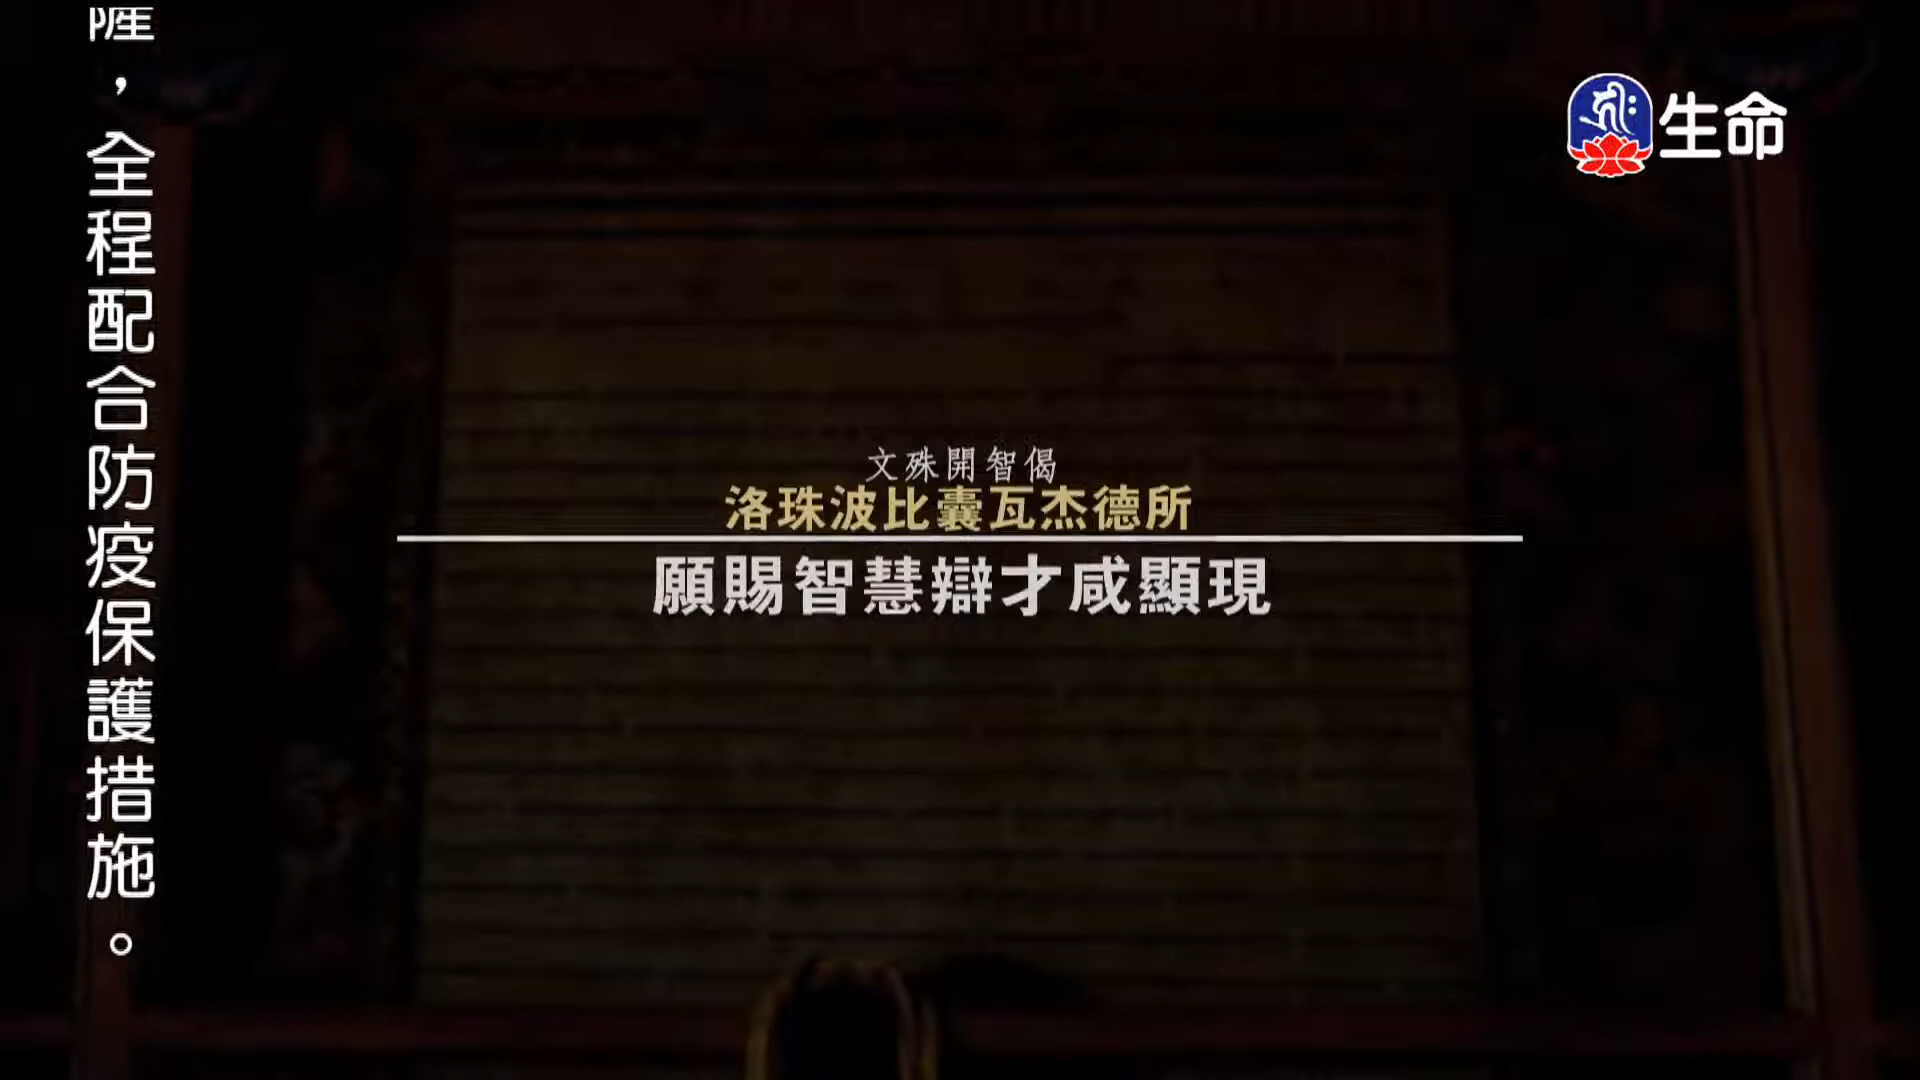 ，全程配合防疫保護措施。
生命
文殊開智偈
洛珠波比囊瓦杰德所
願賜智慧辯才咸顯現